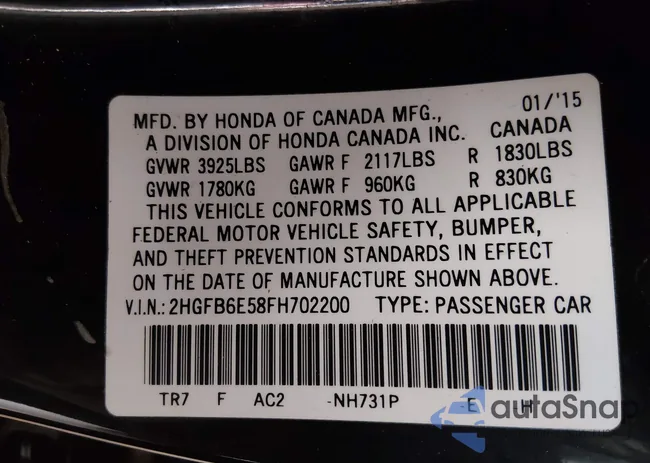 MFD. BY HONDA OF CANADA MFG., 01/'15
A DIVISION OF HONDA CANADA INC. CANADA
GVWR 3925LBS GAWR F 2117LBS R 1830LBS
GVWR 1780KG GAWR F 960KG R 830KG
THIS VEHICLE CONFORMS TO ALL APPLICABLE
FEDERAL MOTOR VEHICLE SAFETY, BUMPER,
AND THEFT PREVENTION STANDARDS IN EFFECT
ON THE DATE OF MANUFACTURE SHOWN ABOVE.
V.I.N.: 2HGFB6E58FH702200 TYPE: PASSENGER CAR
TR7 F AC2 -NH731P E H
autaSnap